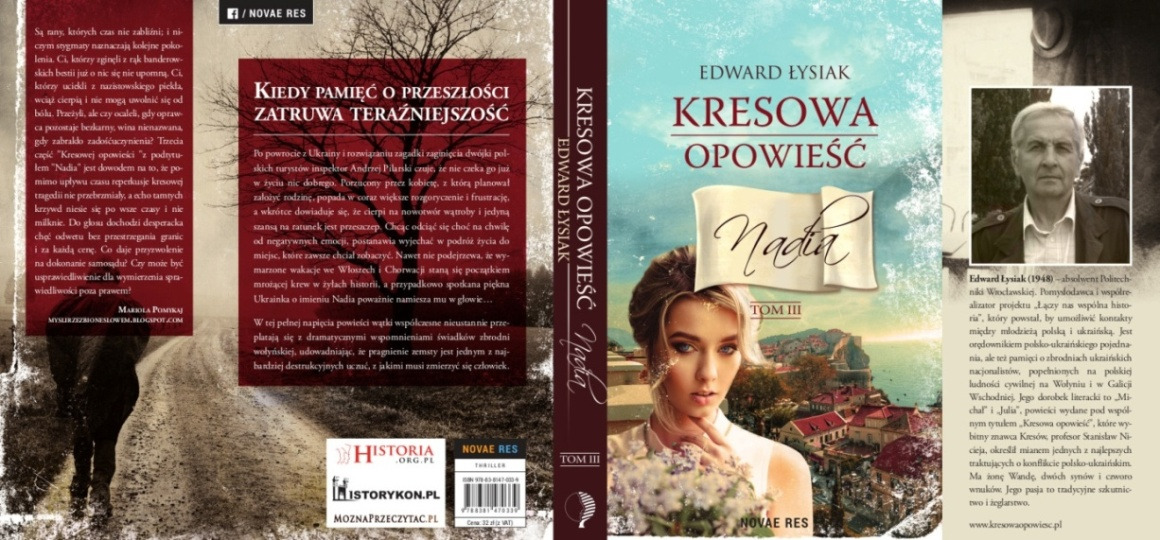 Są rany, których czas nie zabliźni; i ni-
czym stygmaty naznaczają kolejne poko-
lenia. Ci, którzy zginęli z rąk banderow-
skich bestii już o nic się nie upomną. Ci,
którzy uciekli z nazistowskiego piekła,
wciąż cierpią i nie mogą uwolnić się od
bólu. Przeżyli, ale czy ocaleli, gdy opraw-
ca pozostaje bezkarny, wina nienazwana,
gdy zabrakło zadośćuczynienia? Trzecia
część "Kresowej opowieści "z podtytu-
łem "Nadia" jest dowodem na to, że po-
mimo upływu czasu reperkusje kresowej
tragedii nie przebrzmiały, a echo tamtych
krzywd niesie się po wsze czasy i nie
milknie. Do głosu dochodzi desperacka
chęć odwetu bez przestrzegania granic
i za każdą cenę. Co daje przyzwolenie
na dokonanie samosądu? Czy może być
usprawiedliwienie dla wymierzenia spra-
wiedliwości poza prawem?
Mariola Pomykaj
myslirzezbioneslowem.blogspot.com
/ NOVAE RES
Kiedy pamięć o przeszłości
zatruwa teraźniejszość
Po powrocie z Ukrainy i rozwiązaniu zagadki zaginięcia dwójki pol-
skich turystów inspektor Andrzej Pilarski czuje, że nie czeka go już
w życiu nic dobrego. Porzucony przez kobietę, z którą planował
założyć rodzinę, popada w coraz większe rozgoryczenie i frustrację,
a wkrótce dowiaduje się, że cierpi na nowotwór wątroby i jedyną
szansą na ratunek jest przeszczep. Chcąc odciąć się choć na chwilę
od negatywnych emocji, postanawia wyjechać w podróż życia do
miejsc, które zawsze chciał zobaczyć. Nawet nie podejrzewa, że wy-
marzone wakacje we Włoszech i Chorwacji staną się początkiem
mrożącej krew w żyłach historii, a przypadkowo spotkana piękna
Ukrainka o imieniu Nadia poważnie namiesza mu w głowie…
W tej pełnej napięcia powieści wątki współczesne nieustannie prze-
platają się z dramatycznymi wspomnieniami świadków zbrodni
wołyńskiej, udowadniając, że pragnienie zemsty jest jednym z naj-
bardziej destrukcyjnych uczuć, z jakimi musi zmierzyć się człowiek.
HISTORIA
.ORG.PL
HISTORYKON.PL
MOZNAPRZECZYTAC.PL
NOVAE RES
THRILLER
Cena: 32 zł (z VAT)
KRESOWA OPOWIEŚĆ Nadia
EDWARD ŁYSIAK
TOM III
EDWARD ŁYSIAK
KRESOWA
OPOWIEŚĆ
Nadia
TOM III
NOVAE RES
Edward Łysiak (1948) – absolwent Politech-
niki Wrocławskiej. Pomysłodawca i współre-
alizator projektu „Łączy nas wspólna histo-
ria”, który powstał, by umożliwić kontakty
między młodzieżą polską i ukraińską. Jest
orędownikiem polsko-ukraińskiego pojedna-
nia, ale też pamięci o zbrodniach ukraińskich
nacjonalistów, popełnionych na polskiej
ludności cywilnej na Wołyniu i w Galicji
Wschodniej. Jego dorobek literacki to „Mi-
chał” i „Julia”, powieści wydane pod wspól-
nym tytułem „Kresowa opowieść”, które wy-
bitny znawca Kresów, profesor Stanisław Ni-
cieja, określił mianem jednych z najlepszych
traktujących o konflikcie polsko-ukraińskim.
Ma żonę Wandę, dwóch synów i czworo
wnuków. Jego pasja to tradycyjne szkutnic-
two i żeglarstwo.
www.kresowaopowiesc.pl